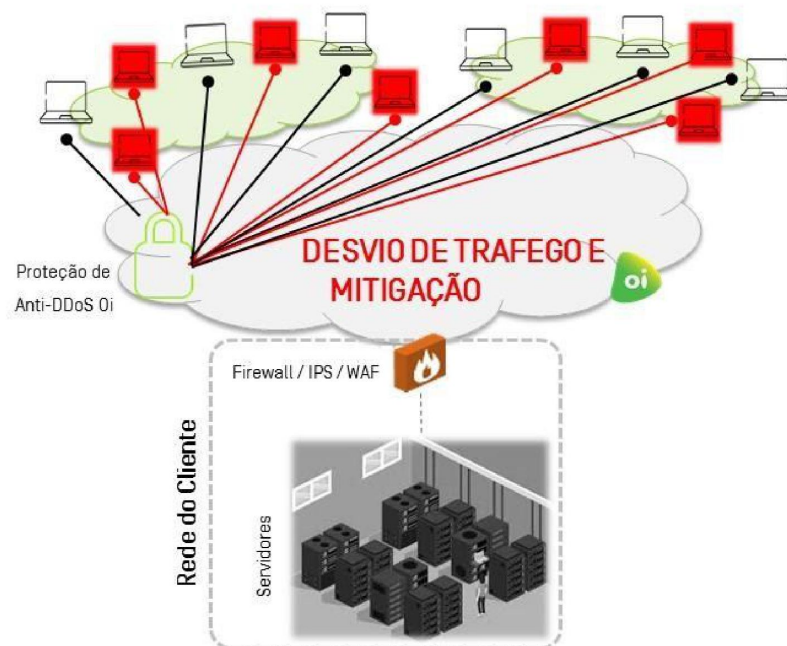 DESVIO DE TRAFEGO E
MITIGAÇÃO
oi
Proteção de
Anti-DDoS Oi
Firewall / IPS / WAF
Rede do Cliente
Servidores